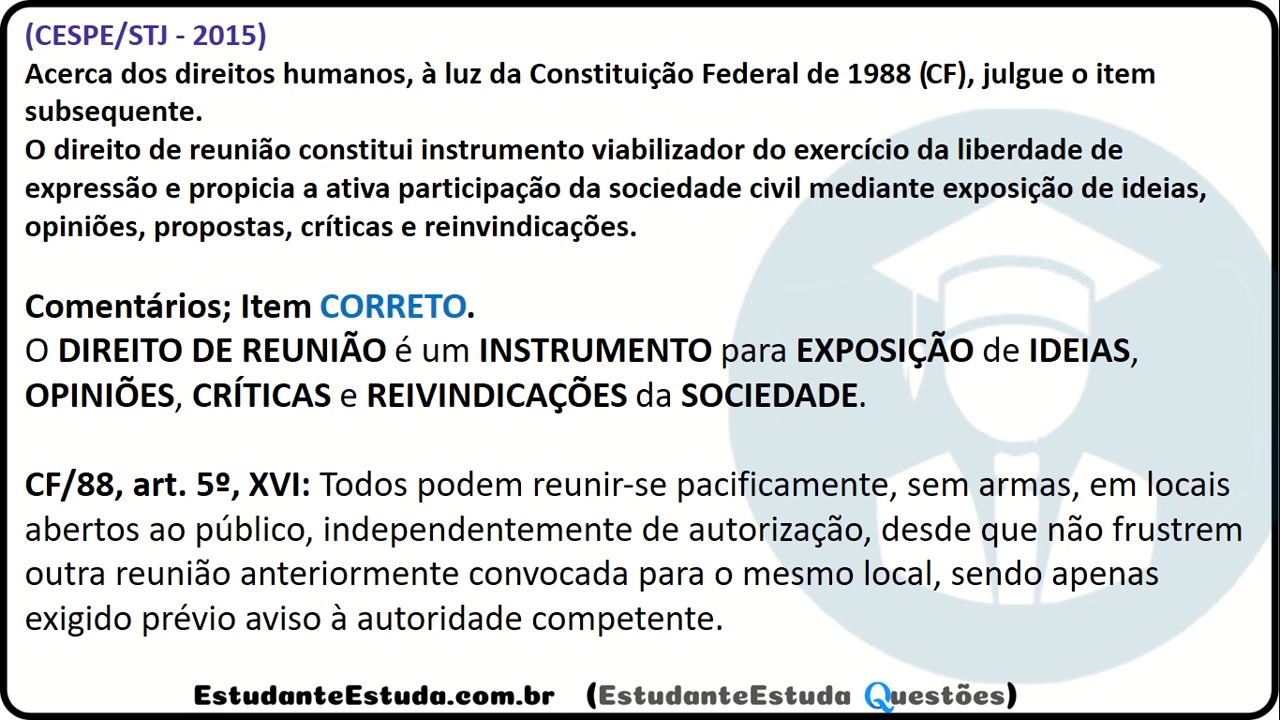 (CESPE/STJ - 2015)
Acerca dos direitos humanos, à luz da Constituição Federal de 1988 (CF), julgue o item
subsequente.
O direito de reunião constitui instrumento viabilizador do exercício da liberdade de
expressão e propicia a ativa participação da sociedade civil mediante exposição de ideias,
opiniões, propostas, críticas e reinvindicações.
Comentários; Item CORRETO.
O DIREITO DE REUNIÃO é um INSTRUMENTO para EXPOSIÇÃO de IDEIAS,
OPINIÕES, CRÍTICAS e REIVINDICAÇÕES da SOCIEDADE.
CF/88, art. 5º, XVI: Todos podem reunir-se pacificamente, sem armas, em locais
abertos ao público, independentemente de autorização, desde que não frustrem
outra reunião anteriormente convocada para o mesmo local, sendo apenas
exigido prévio aviso à autoridade competente.
EstudanteEstuda.com.br (EstudanteEstuda Questões)